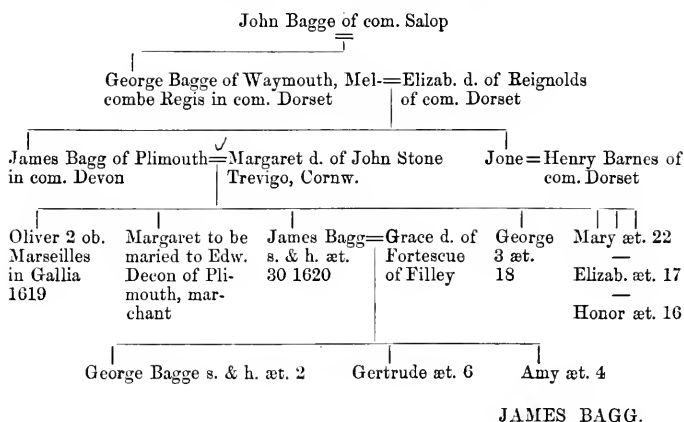 John Bagge of com. Salop
George Bagge of Waymouth, Mel-=Elizab. d. of Reignolds
combe Regis in com. Dorset of com. Dorset
James Bagg of Plimouth=Margaret d. of John Stone Jone=Henry Barnes of
in com. Devon Trevigo, Cornw. com. Dorset
Oliver 2 ob. Margaret to be James Bagg=Grace d. of George Mary æt. 22
Marseilles maried to Edw. s. & h. æt. Fortescue 3 æt. —
in Gallia Decon of Pli- 30 1620 of Filley 18 Elizab. æt. 17
1619 mouth, mar- —
chant Honor æt. 16
George Bagge s. & h. æt. 2 Gertrude æt. 6 Amy æt. 4
JAMES BAGG.